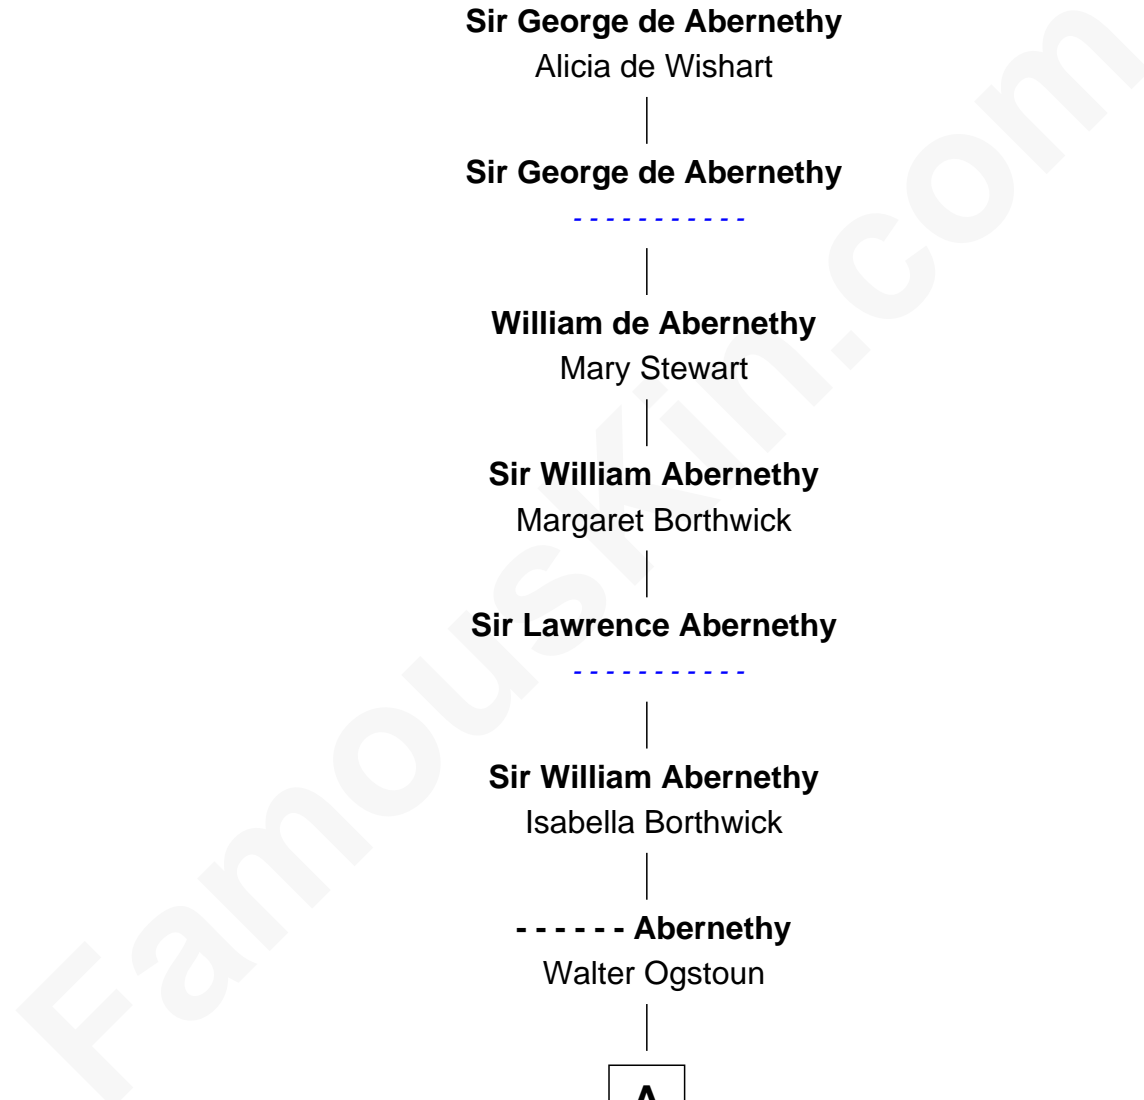 Sir George de Abernethy
Alicia de Wishart
Sir George de Abernethy
- - - - - - - - - - -
William de Abernethy
Mary Stewart
Sir William Abernethy
Margaret Borthwick
Sir Lawrence Abernethy
- - - - - - - - - - -
Sir William Abernethy
Isabella Borthwick
- - - - - - Abernethy
Walter Ogstoun
A
FamousKin.com